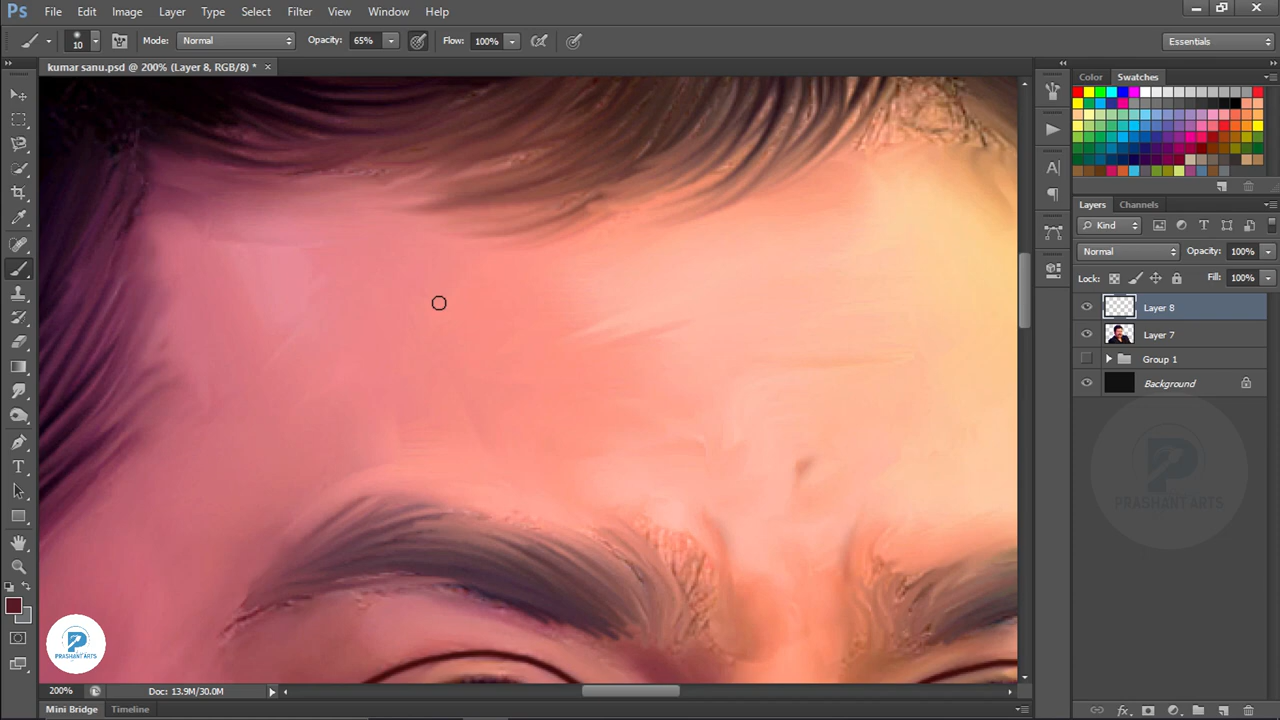 Ps File Edit Image Layer Type Select Filter 3D View Window Help
10 Mode: Normal Opacity: 65% Flow: 100% Essentials
kumar sanu.psd @ 200% (Layer 8, RGB/8) * ×
Color Swatches
Layers Channels
Kind
Normal Opacity: 100%
Lock: Fill: 100%
Layer 8
Layer 7
Group 1
Background
PRASHANT ARTS
PRASHANT ARTS
200% Doc: 13.9M/30.0M
Mini Bridge Timeline